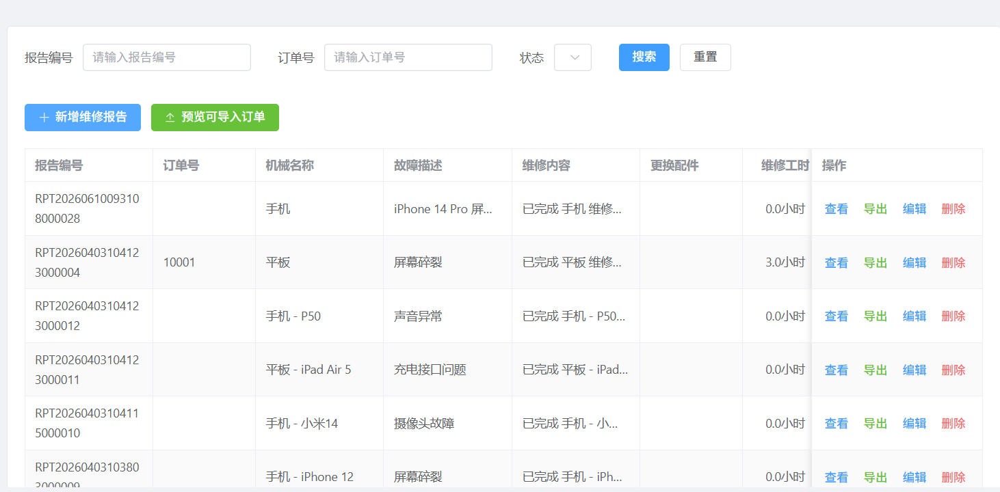 报告编号 请输入报告编号 订单号 请输入订单号 状态 搜索 重置
新增维修报告 预览可导入订单
报告编号 订单号 机械名称 故障描述 维修内容 更换配件 维修工时 操作
RPT2026061009310
8000028
手机 iPhone 14 Pro 屏... 已完成 手机 维修... 0.0小时 查看 导出 编辑 删除
RPT2026040310412
3000004
10001 平板 屏幕碎裂 已完成 平板 维修... 3.0小时 查看 导出 编辑 删除
RPT2026040310412
3000012
手机 - P50 声音异常 已完成 手机 - P50... 0.0小时 查看 导出 编辑 删除
RPT2026040310412
3000011
平板 - iPad Air 5 充电接口问题 已完成 平板 - iPad... 0.0小时 查看 导出 编辑 删除
RPT2026040310411
5000010
手机 - 小米14 摄像头故障 已完成 手机 - 小... 0.0小时 查看 导出 编辑 删除
RPT2026040310380
3000009
手机 - iPhone 12 屏幕碎裂 已完成 手机 - iPh... 0.0小时 查看 导出 编辑 删除